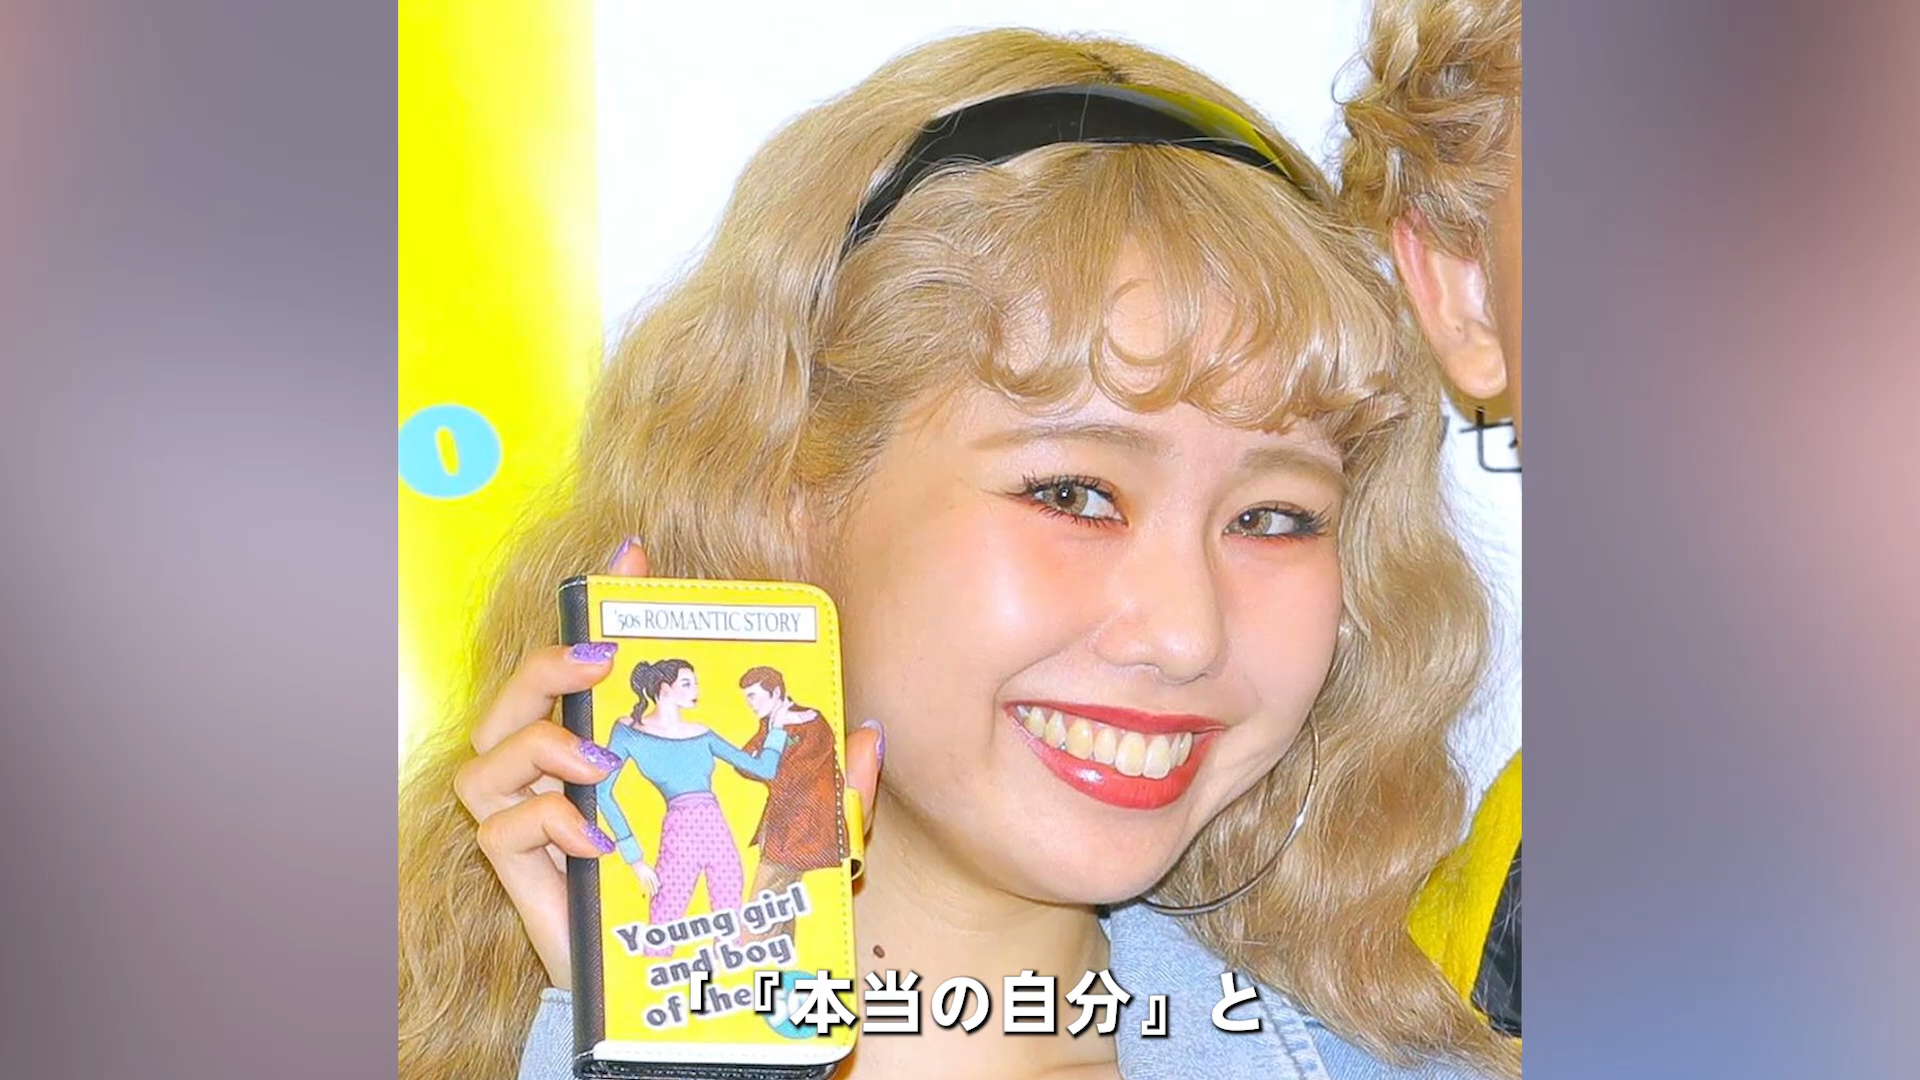 '50s ROMANTIC STORY
Young girl
and boy
of the
「『本当の自分』と